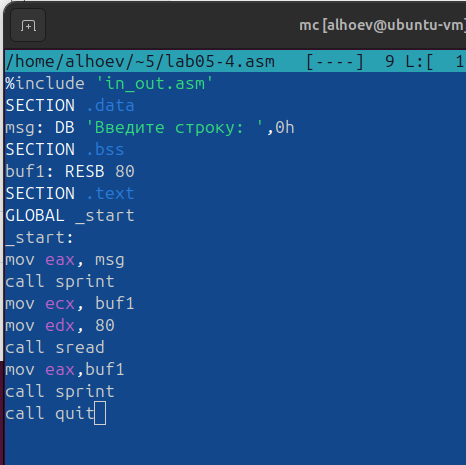 mc [alhoev@ubuntu-vm
/home/alhoev/~5/lab05-4.asm   [----]  9 L:[  1
%include 'in_out.asm'
SECTION .data
msg: DB 'Введите строку: ',0h
SECTION .bss
buf1: RESB 80
SECTION .text
GLOBAL _start
_start:
mov eax, msg
call sprint
mov ecx, buf1
mov edx, 80
call sread
mov eax,buf1
call sprint
call quit